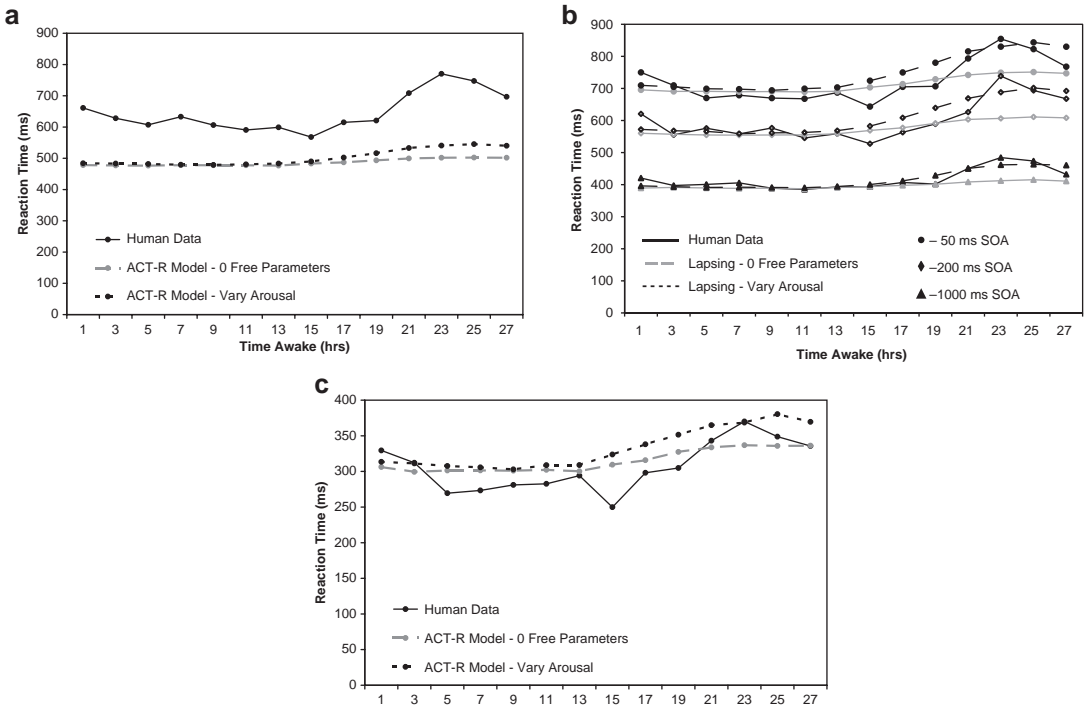 a
900
800
700
600
500
400
300
200
100
0
Reaction Time (ms)
Human Data
ACT-R Model - 0 Free Parameters
ACT-R Model - Vary Arousal
1 3 5 7 9 11 13 15 17 19 21 23 25 27
Time Awake (hrs)
b
900
800
700
600
500
400
300
200
100
0
Reaction Time (ms)
Human Data
Lapsing - 0 Free Parameters
Lapsing - Vary Arousal
– 50 ms SOA
–200 ms SOA
–1000 ms SOA
1 3 5 7 9 11 13 15 17 19 21 23 25 27
Time Awake (hrs)
c
400
350
300
250
200
150
100
50
0
Reaction Time (ms)
Human Data
ACT-R Model - 0 Free Parameters
ACT-R Model - Vary Arousal
1 3 5 7 9 11 13 15 17 19 21 23 25 27